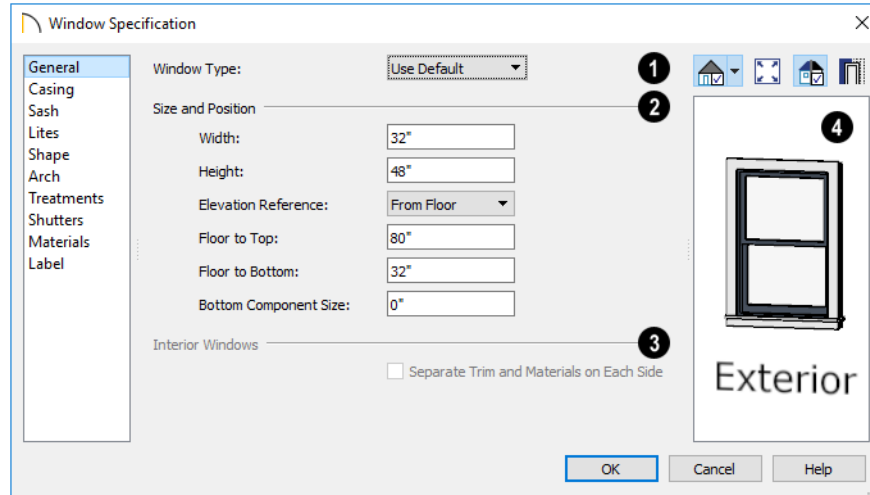 Window Specification
General
Casing
Sash
Lites
Shape
Arch
Treatments
Shutters
Materials
Label
Window Type: Use Default 1
Size and Position 2
Width: 32"
Height: 48"
Elevation Reference: From Floor
Floor to Top: 80"
Floor to Bottom: 32"
Bottom Component Size: 0"
Interior Windows 3
Separate Trim and Materials on Each Side
4
Exterior
OK Cancel Help